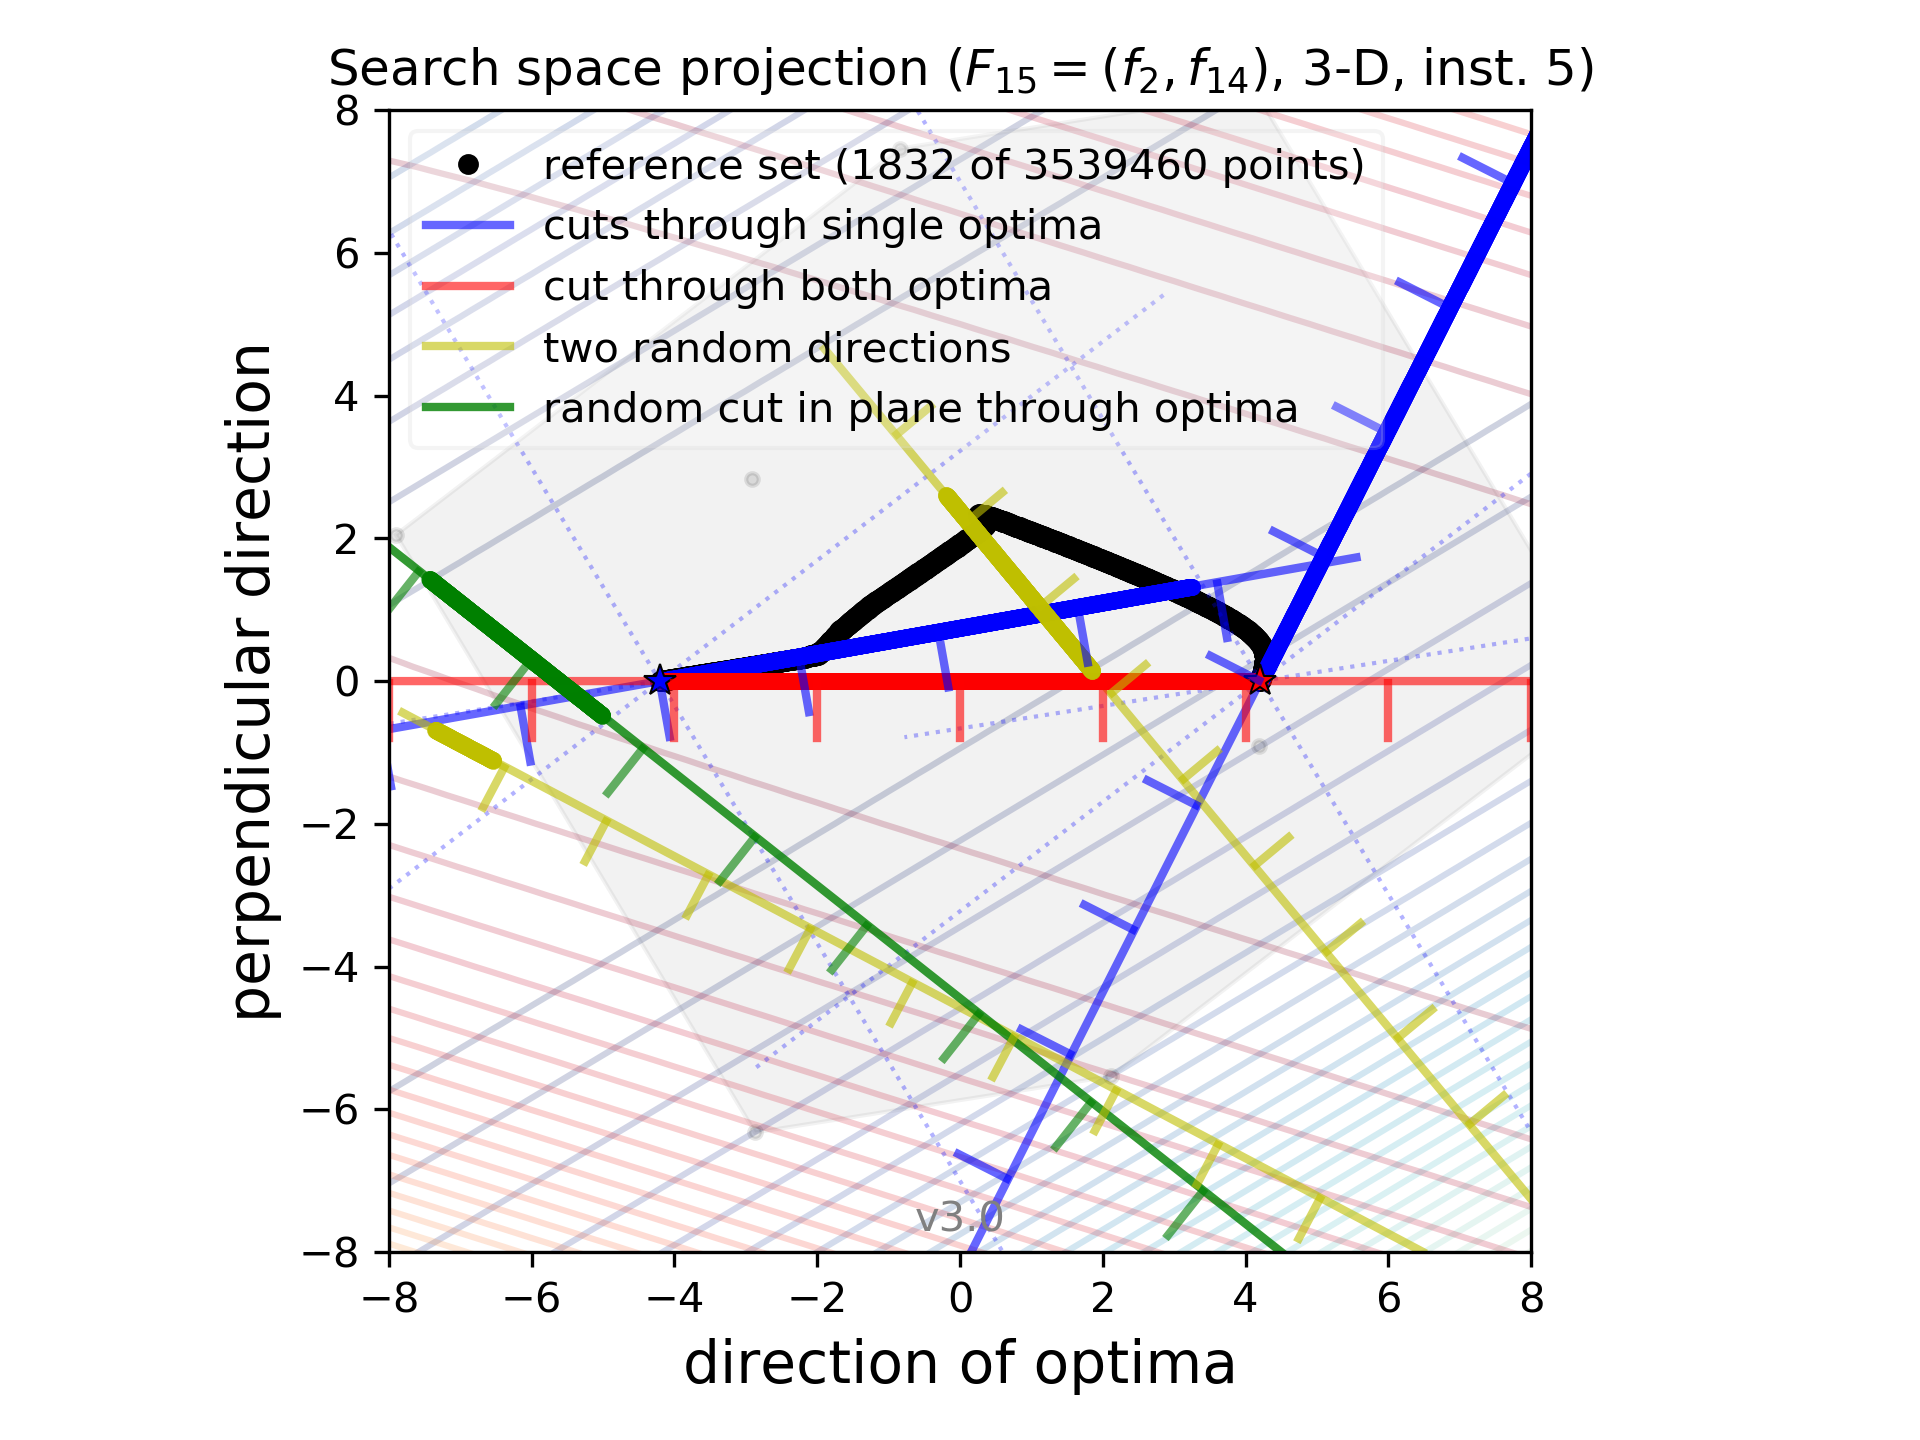 Search space projection (F₁₅ = (f₂, f₁₄), 3-D, inst. 5)
reference set (1832 of 3539460 points)
cuts through single optima
cut through both optima
two random directions
random cut in plane through optima
perpendicular direction
8
6
4
2
0
−2
−4
−6
−8
v3.0
−8 −6 −4 −2 0 2 4 6 8
direction of optima